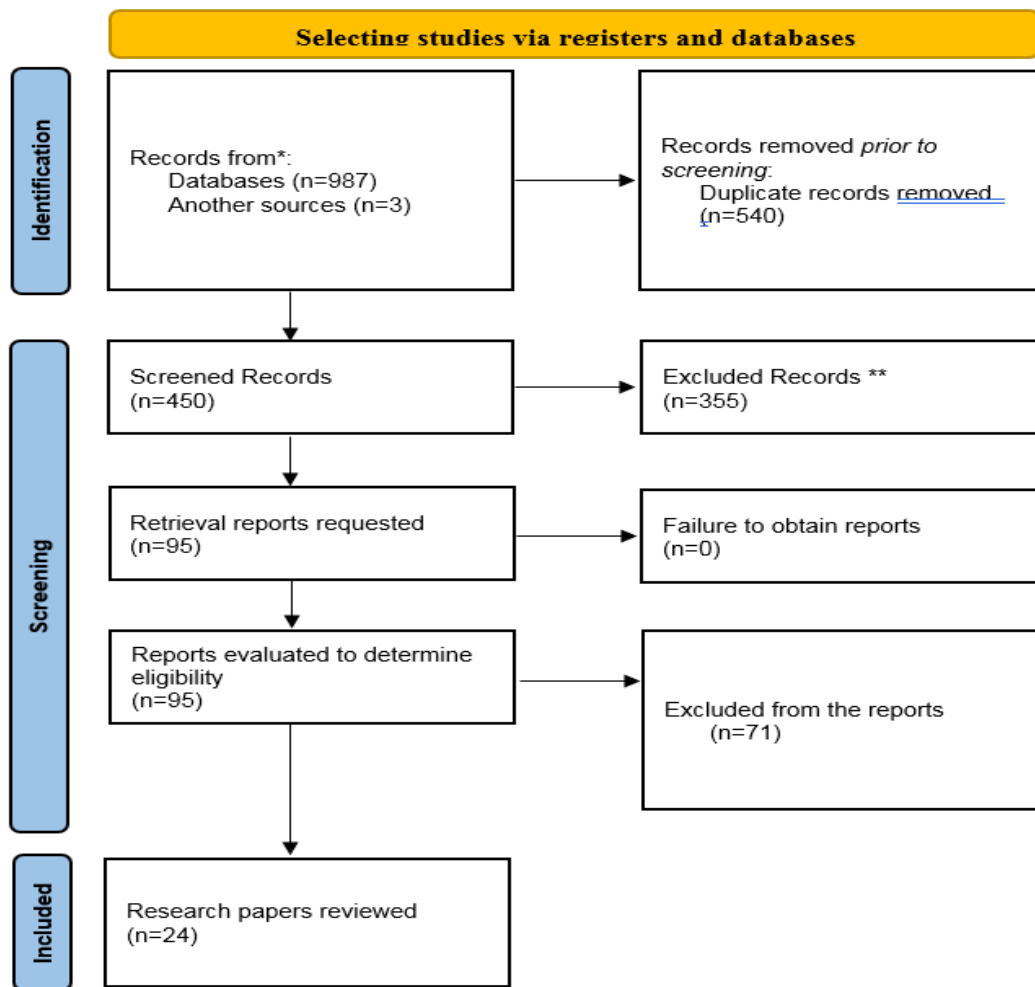 Selecting studies via registers and databases
Identification
Records from*:
Databases (n=987)
Another sources (n=3)
Records removed prior to
screening:
Duplicate records removed
(n=540)
Screening
Screened Records
(n=450)
Excluded Records **
(n=355)
Retrieval reports requested
(n=95)
Failure to obtain reports
(n=0)
Reports evaluated to determine
eligibility
(n=95)
Excluded from the reports
(n=71)
Included
Research papers reviewed
(n=24)